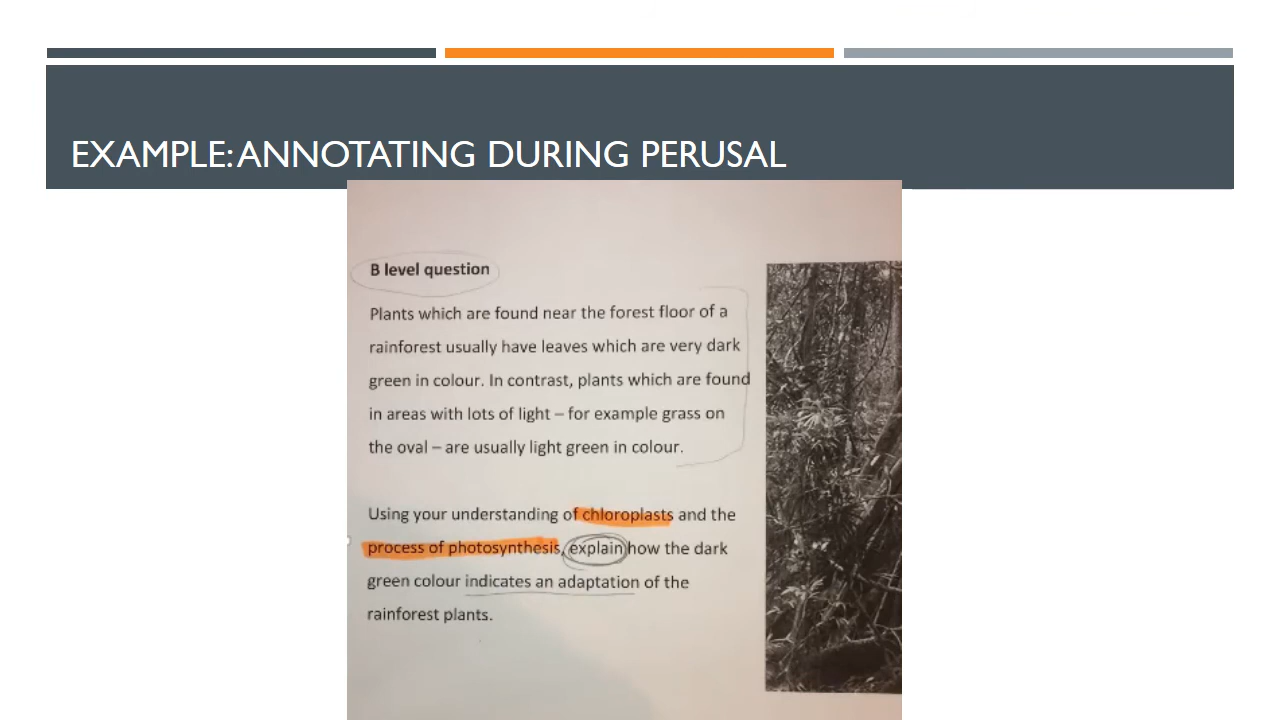 EXAMPLE: ANNOTATING DURING PERUSAL
B level question
Plants which are found near the forest floor of a
rainforest usually have leaves which are very dark
green in colour. In contrast, plants which are found
in areas with lots of light – for example grass on
the oval – are usually light green in colour.
Using your understanding of chloroplasts and the
process of photosynthesis, explain how the dark
green colour indicates an adaptation of the
rainforest plants.